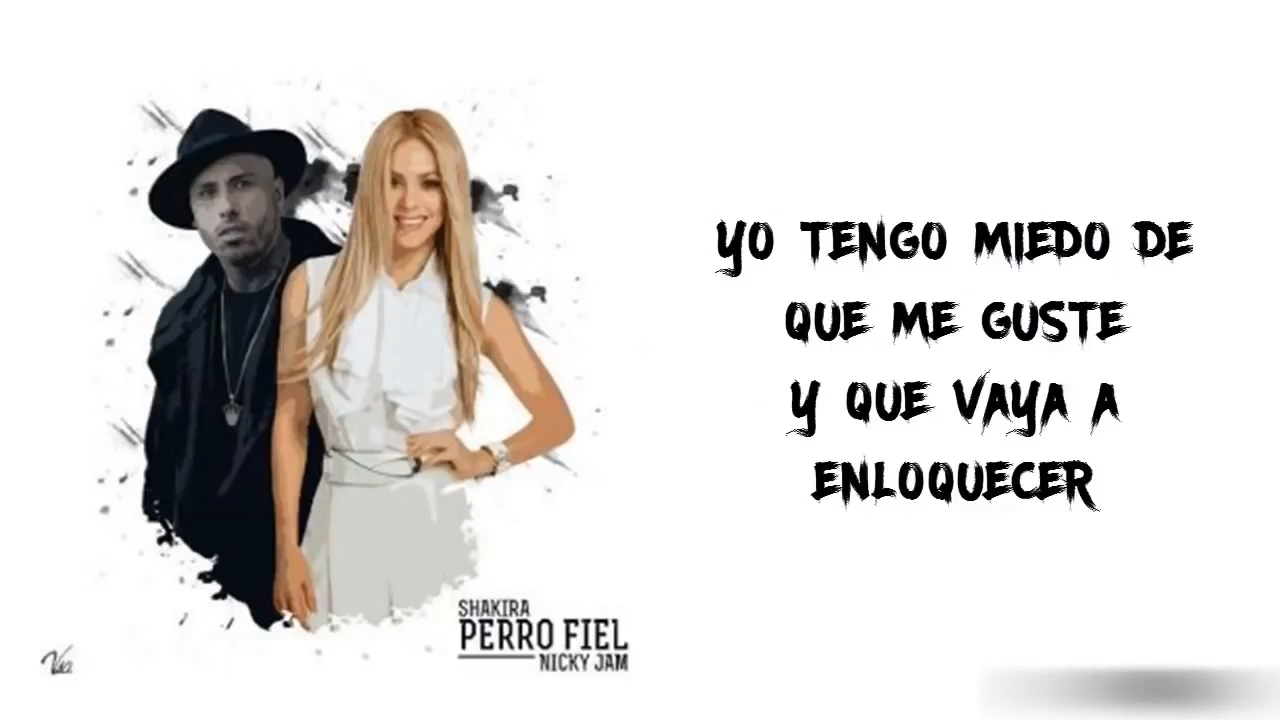 YO TENGO MIEDO DE
QUE ME GUSTE
Y QUE VAYA A
ENLOQUECER
SHAKIRA
PERRO FIEL
NICKY JAM